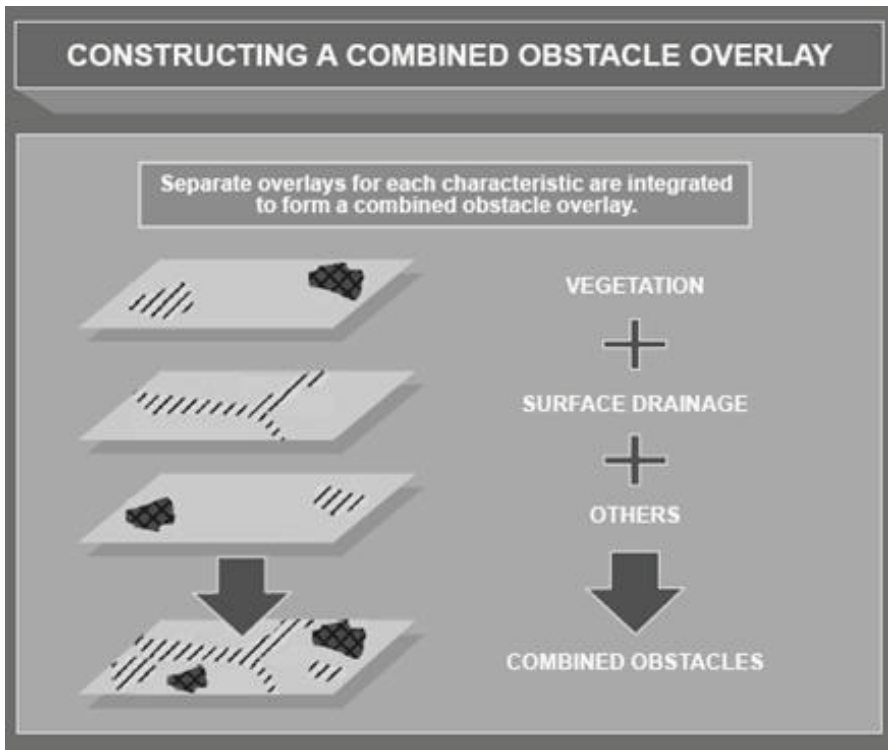 CONSTRUCTING A COMBINED OBSTACLE OVERLAY
Separate overlays for each characteristic are integrated
to form a combined obstacle overlay.
VEGETATION
SURFACE DRAINAGE
OTHERS
COMBINED OBSTACLES